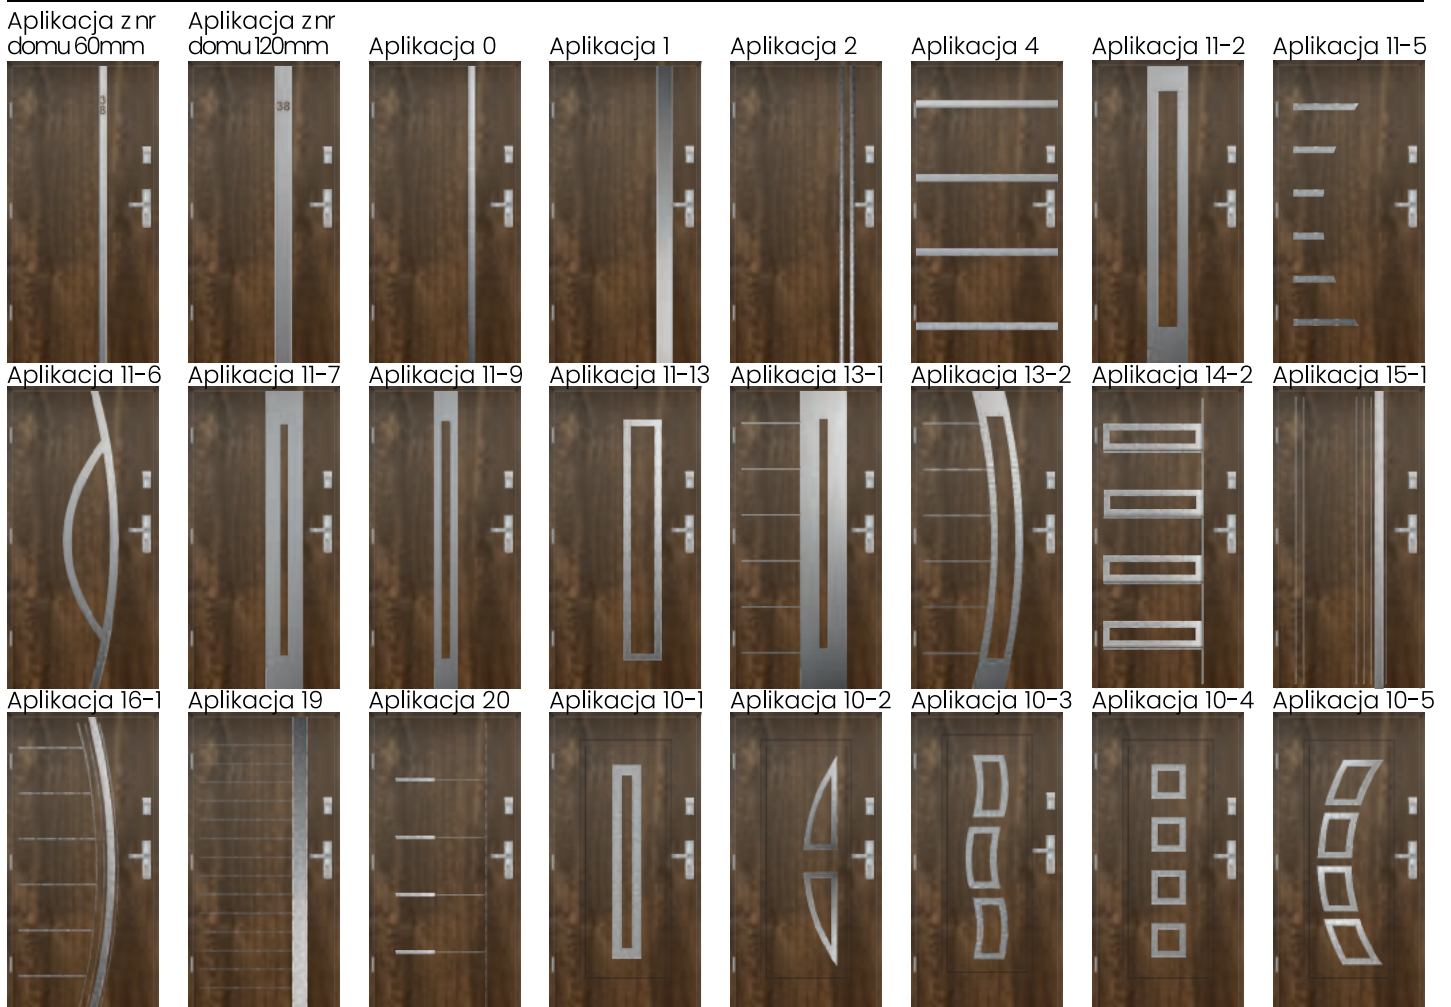 Aplikacja z nr
domu 60mm
Aplikacja z nr
domu 120mm
Aplikacja 0
Aplikacja 1
Aplikacja 2
Aplikacja 4
Aplikacja 11-2
Aplikacja 11-5
3
8
38
Aplikacja 11-6
Aplikacja 11-7
Aplikacja 11-9
Aplikacja 11-13
Aplikacja 13-1
Aplikacja 13-2
Aplikacja 14-2
Aplikacja 15-1
Aplikacja 16-1
Aplikacja 19
Aplikacja 20
Aplikacja 10-1
Aplikacja 10-2
Aplikacja 10-3
Aplikacja 10-4
Aplikacja 10-5